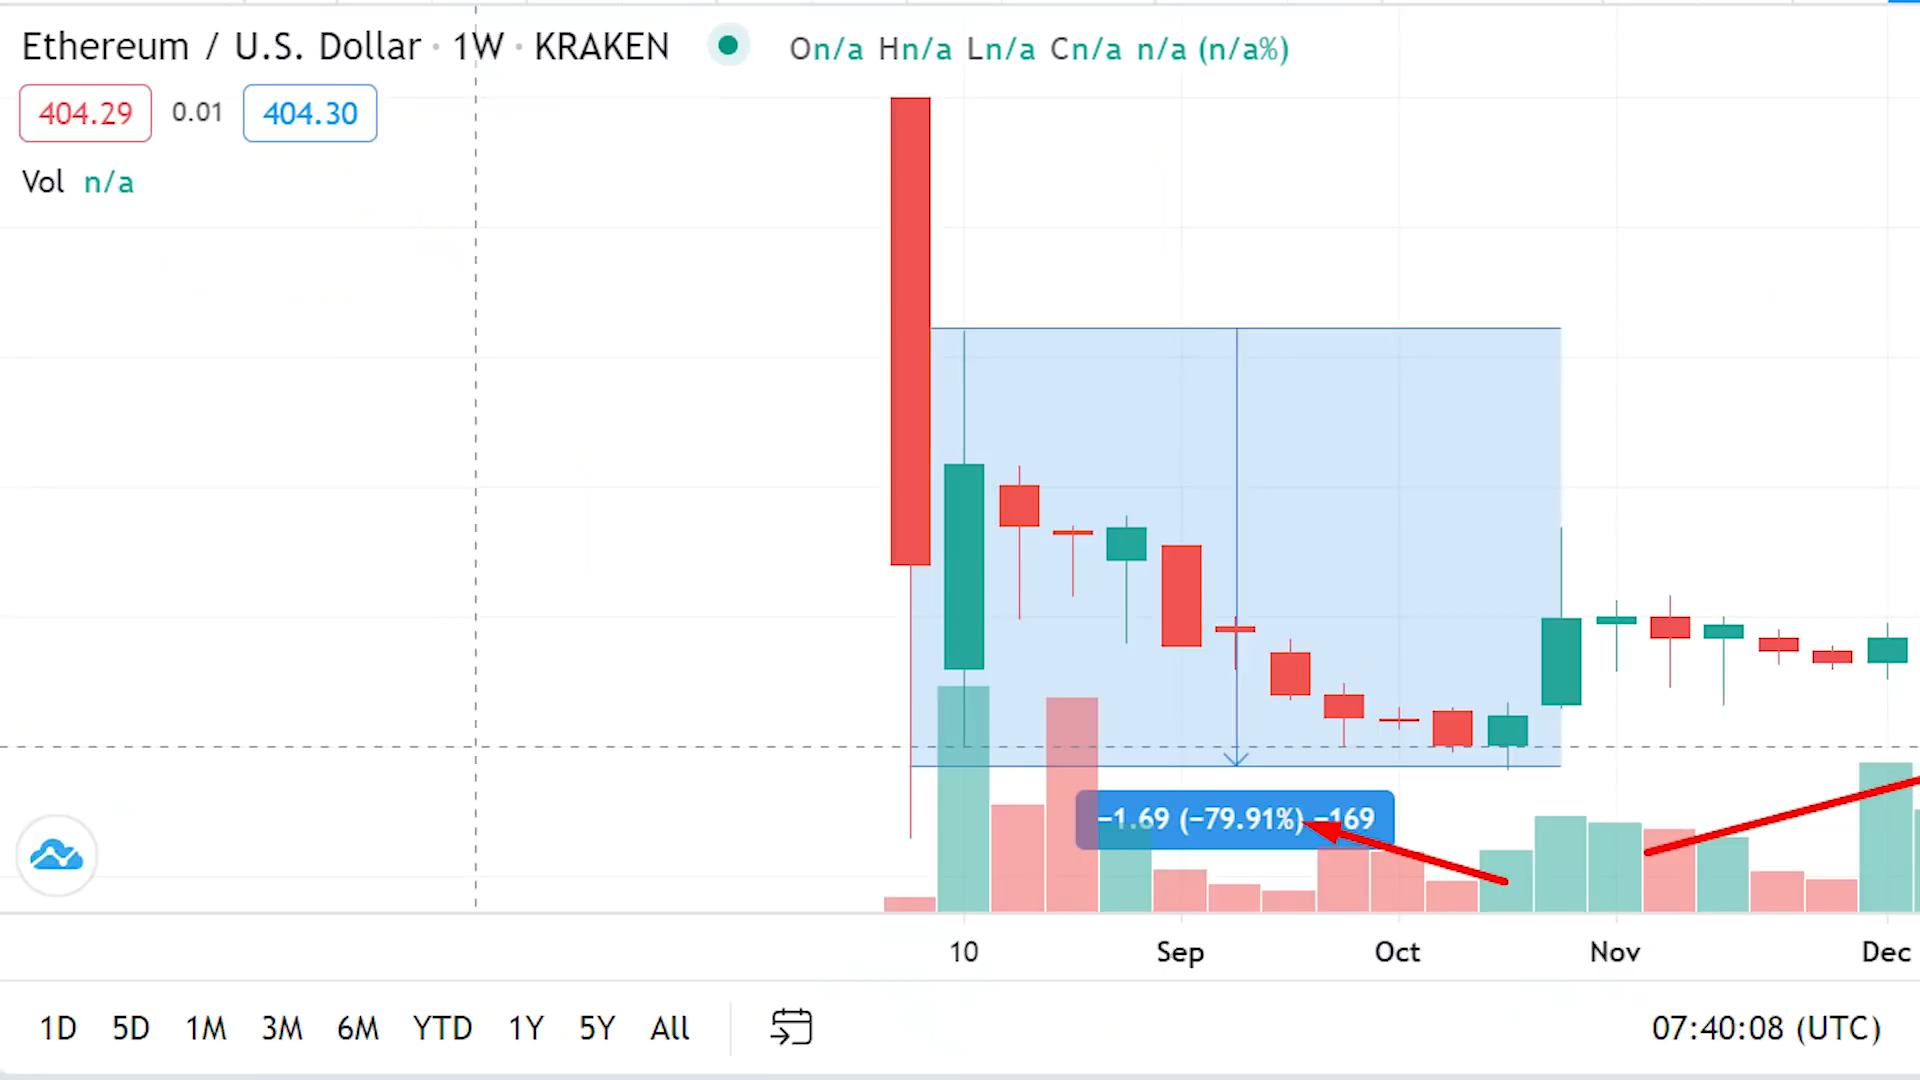 Ethereum / U.S. Dollar · 1W · KRAKEN On/a Hn/a Ln/a Cn/a n/a (n/a%)
404.29 0.01 404.30
Vol n/a
−1.69 (−79.91%) −169
10 Sep Oct Nov Dec
1D 5D 1M 3M 6M YTD 1Y 5Y All 07:40:08 (UTC)